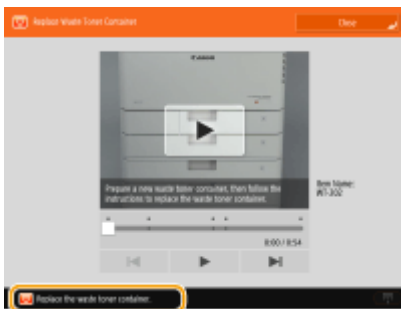 Replace Waste Toner Container
Close
Canon
Prepare a new waste toner container, then follow the
instructions to replace the waste toner container.
Item Name:
WT-202
0:00 / 0:54
Replace the waste toner container.